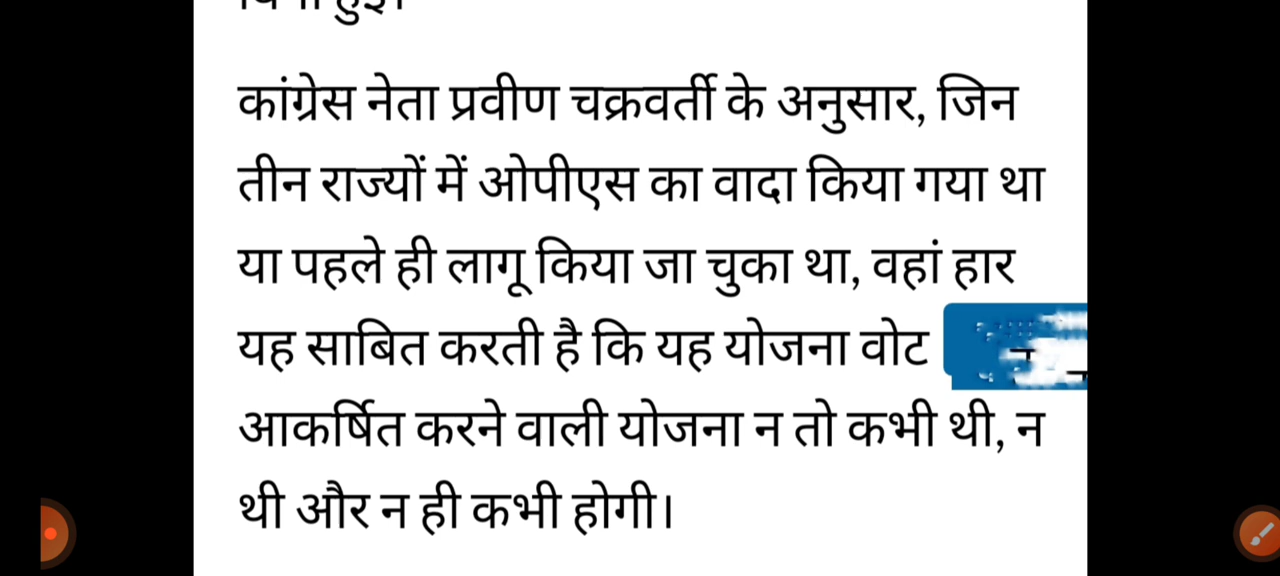 कांग्रेस नेता प्रवीण चक्रवर्ती के अनुसार, जिन
तीन राज्यों में ओपीएस का वादा किया गया था
या पहले ही लागू किया जा चुका था, वहां हार
यह साबित करती है कि यह योजना वोट
आकर्षित करने वाली योजना न तो कभी थी, न
थी और न ही कभी होगी।